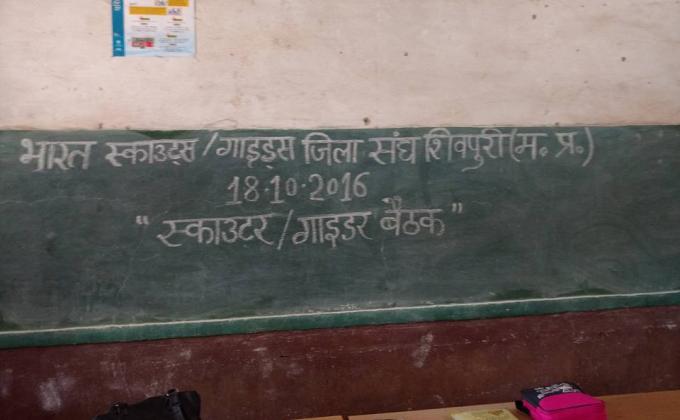 भारत स्काउट्स/गाइड्स जिला संघ शिवपुरी(म. प्र.)
18.10.2016
"स्काउटर/गाइडर बैठक"